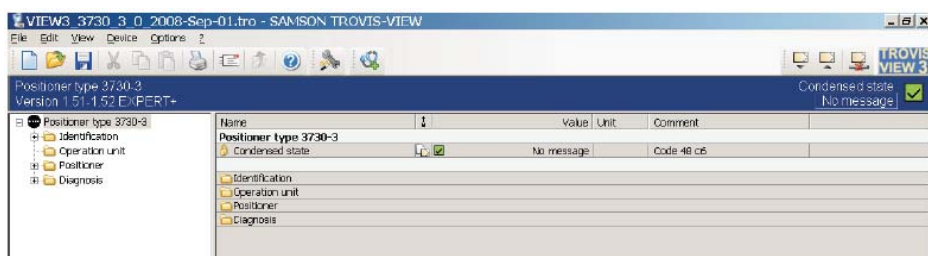 VIEW3_3730_3_0_2008-Sep-01.tro - SAMSON TROVIS-VIEW
File Edit View Device Options ?
TROVIS
VIEW 3
Positioner type 3730-3
Version 1.51-1.52 EXPERT+
Condensed state
No message
Positioner type 3730-3
Identification
Operation unit
Positioner
Diagnosis
Name Value Unit Comment
Positioner type 3730-3
Condensed state No message Code 48 d6
Identification
Operation unit
Positioner
Diagnosis